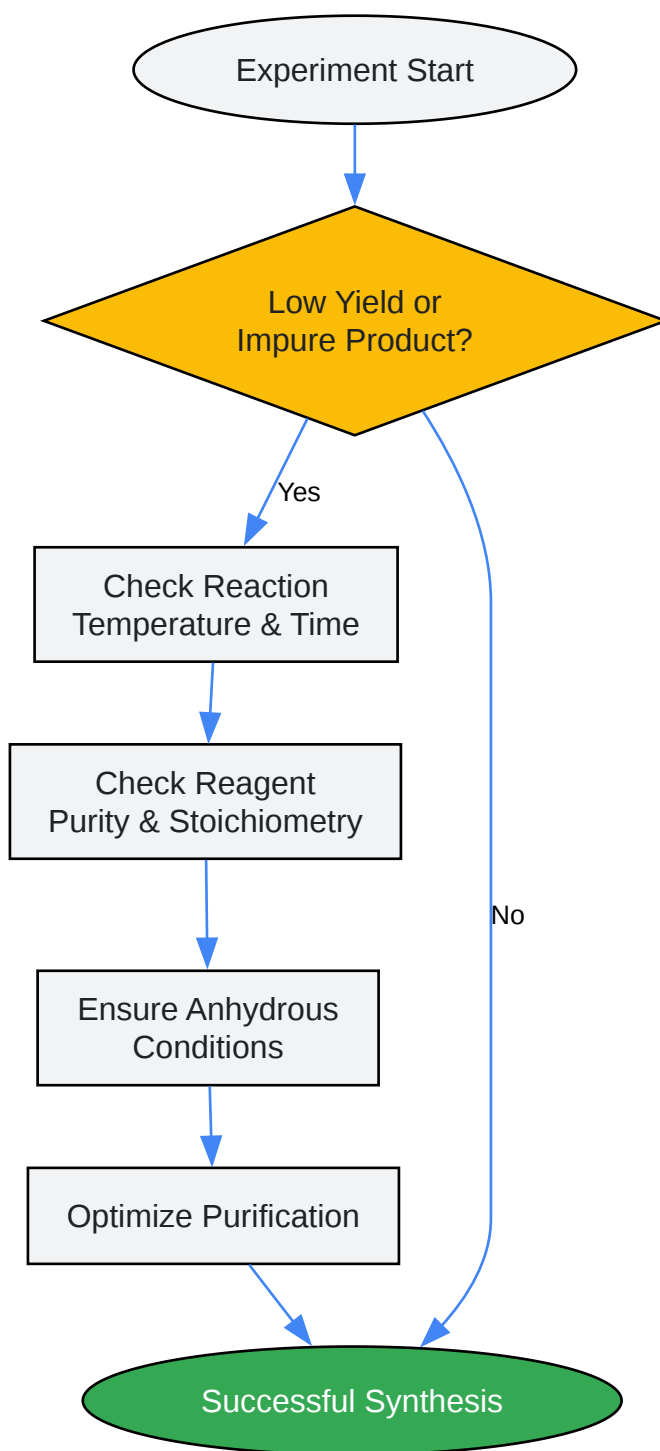 Experiment Start
Low Yield or
Impure Product?
Yes
Check Reaction
Temperature & Time
Check Reagent
Purity & Stoichiometry
No
Ensure Anhydrous
Conditions
Optimize Purification
Successful Synthesis